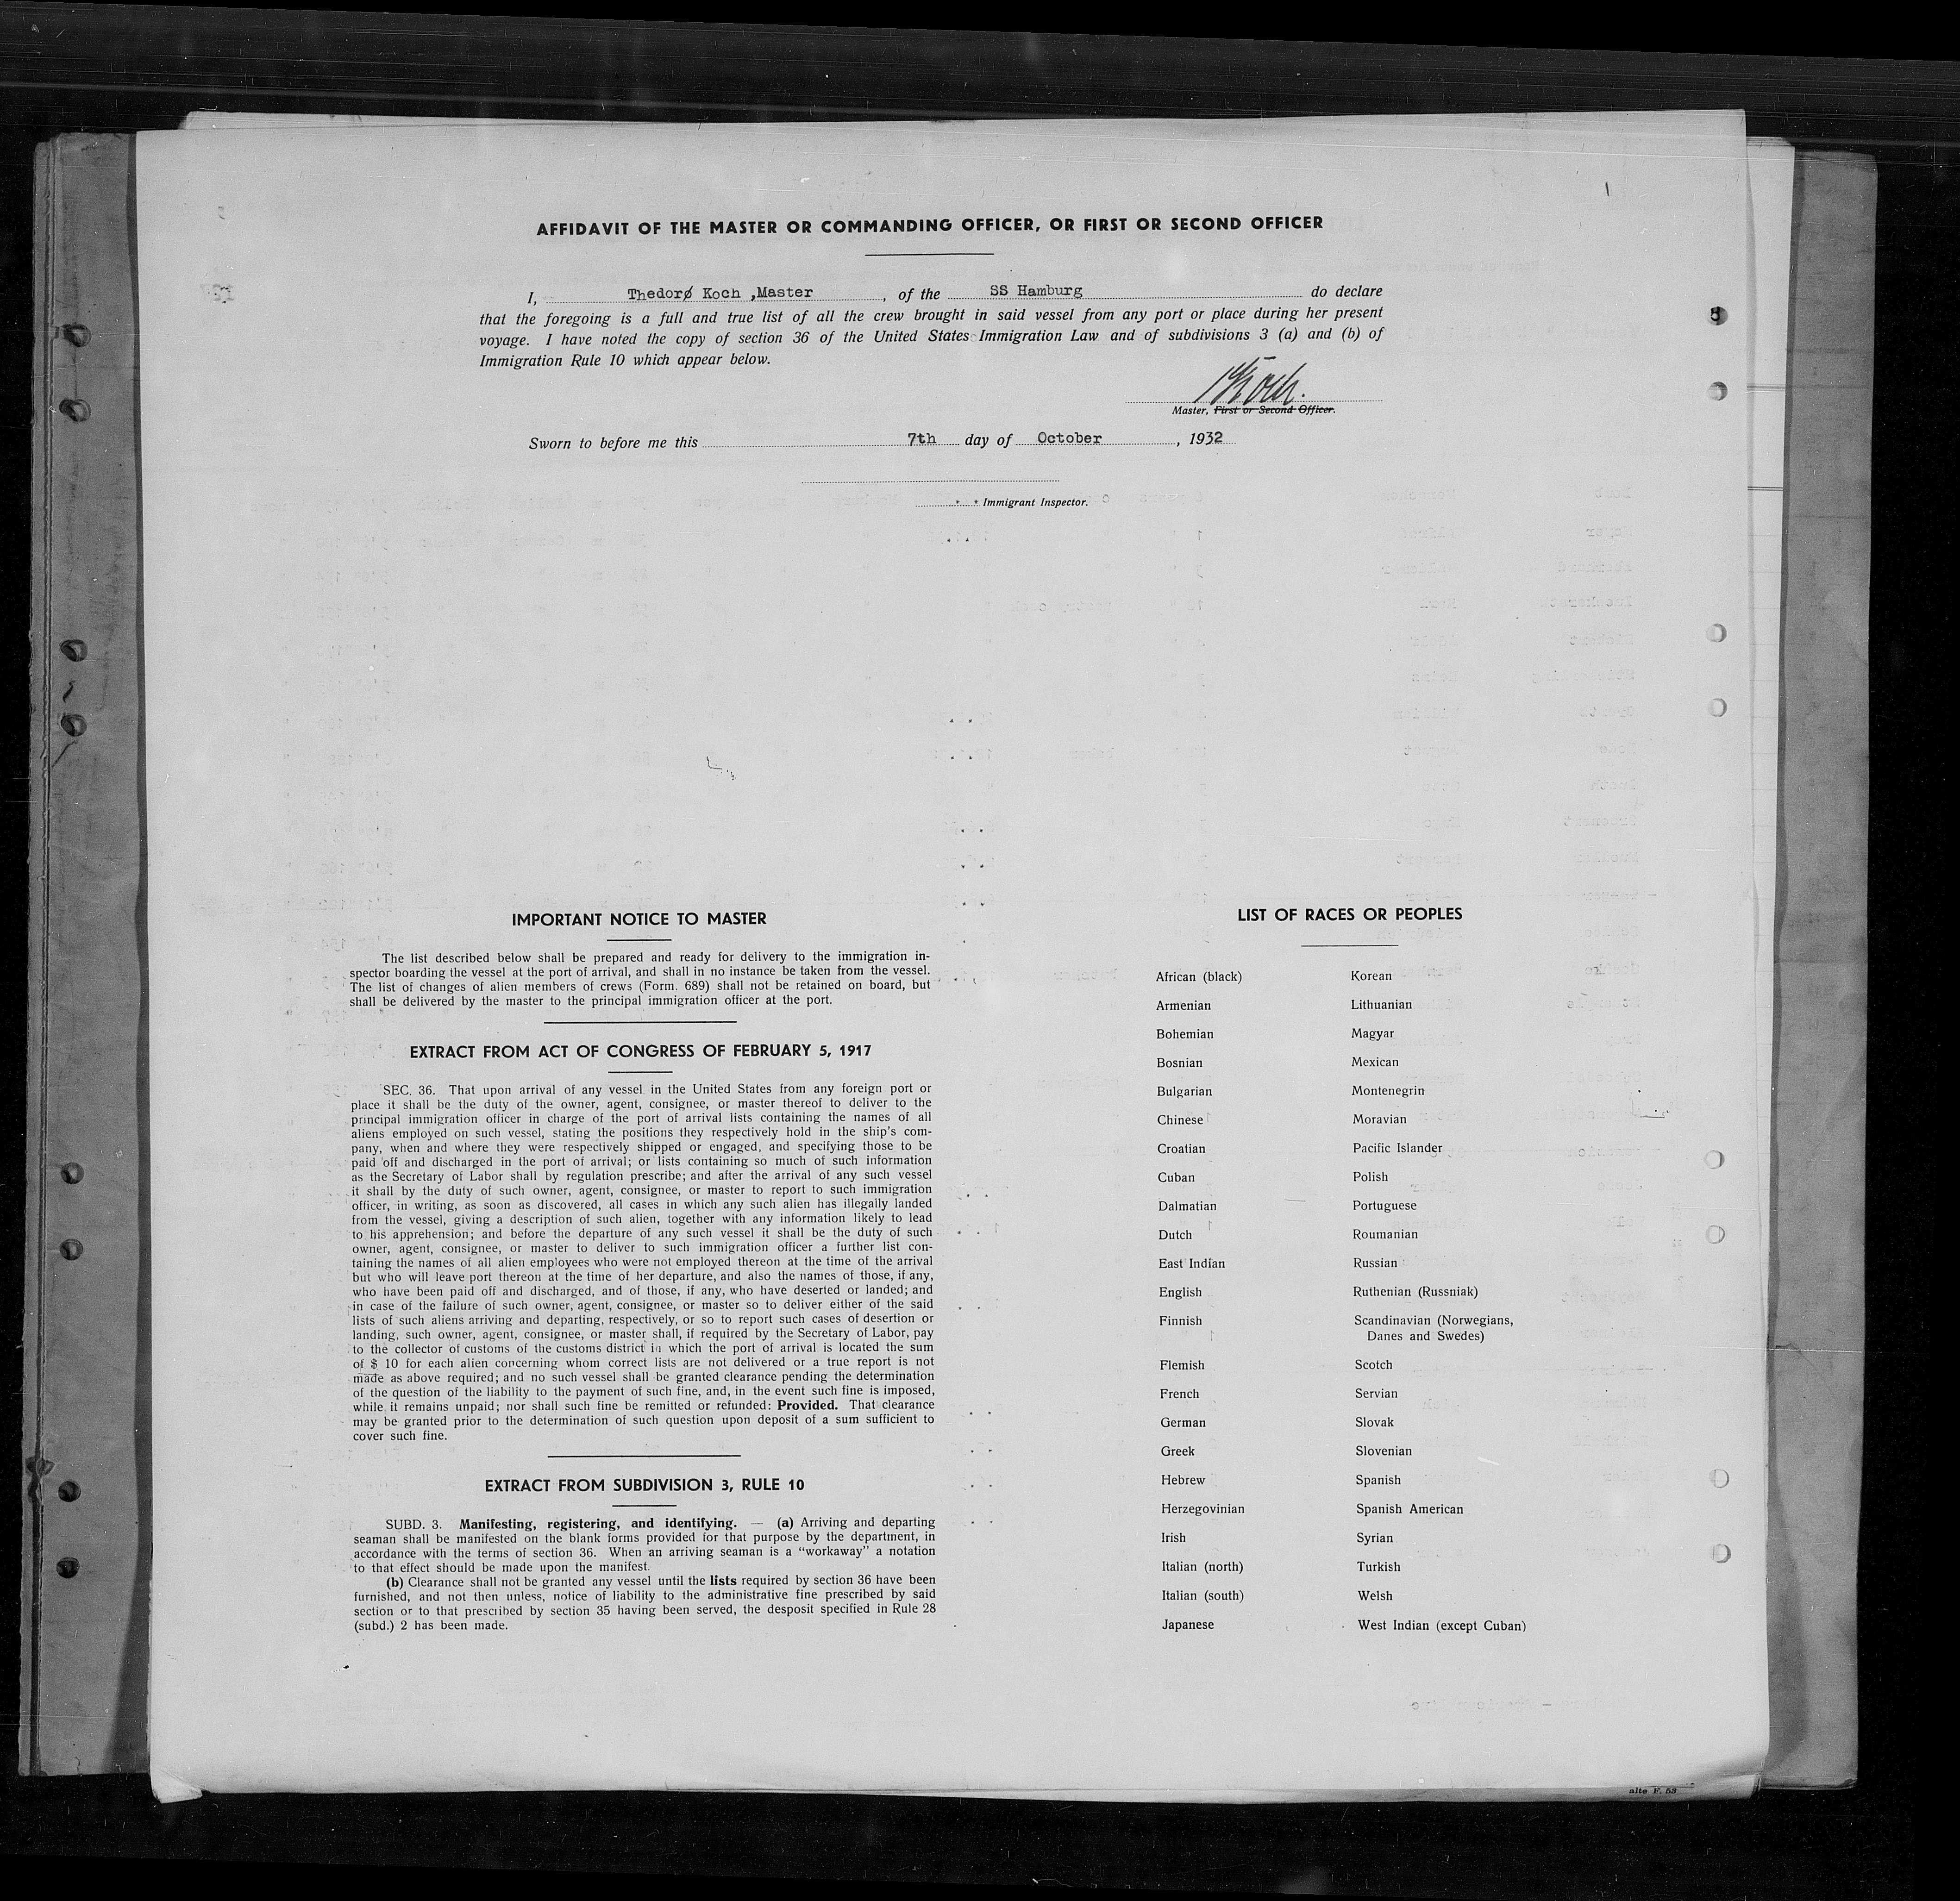 AFFIDAVIT OF THE MASTER OR COMMANDING OFFICER, OR FIRST OR SECOND OFFICER
I, Thedorø Koch ,Master, of the SS Hamburg do declare
that the foregoing is a full and true list of all the crew brought in said vessel from any port or place during her present
voyage. I have noted the copy of section 36 of the United States Immigration Law and of subdivisions 3 (a) and (b) of
Immigration Rule 10 which appear below.
Koch.
Master, First or Second Officer.
Sworn to before me this 7th day of October, 1932
Immigrant Inspector.
IMPORTANT NOTICE TO MASTER
The list described below shall be prepared and ready for delivery to the immigration in-
spector boarding the vessel at the port of arrival, and shall in no instance be taken from the vessel.
The list of changes of alien members of crews (Form. 689) shall not be retained on board, but
shall be delivered by the master to the principal immigration officer at the port.
EXTRACT FROM ACT OF CONGRESS OF FEBRUARY 5, 1917
SEC. 36. That upon arrival of any vessel in the United States from any foreign port or
place it shall be the duty of the owner, agent, consignee, or master thereof to deliver to the
principal immigration officer in charge of the port of arrival lists containing the names of all
aliens employed on such vessel, stating the positions they respectively hold in the ship's com-
pany, when and where they were respectively shipped or engaged, and specifying those to be
paid off and discharged in the port of arrival; or lists containing so much of such information
as the Secretary of Labor shall by regulation prescribe; and after the arrival of any such vessel
it shall by the duty of such owner, agent, consignee, or master to report to such immigration
officer, in writing, as soon as discovered, all cases in which any such alien has illegally landed
from the vessel, giving a description of such alien, together with any information likely to lead
to his apprehension; and before the departure of any such vessel it shall be the duty of such
owner, agent, consignee, or master to deliver to such immigration officer a further list con-
taining the names of all alien employees who were not employed thereon at the time of the arrival
but who will leave port thereon at the time of her departure, and also the names of those, if any,
who have been paid off and discharged, and of those, if any, who have deserted or landed; and
in case of the failure of such owner, agent, consignee, or master so to deliver either of the said
lists of such aliens arriving and departing, respectively, or so to report such cases of desertion or
landing, such owner, agent, consignee, or master shall, if required by the Secretary of Labor, pay
to the collector of customs of the customs district in which the port of arrival is located the sum
of $ 10 for each alien concerning whom correct lists are not delivered or a true report is not
made as above required; and no such vessel shall be granted clearance pending the determination
of the question of the liability to the payment of such fine, and, in the event such fine is imposed,
while it remains unpaid; nor shall such fine be remitted or refunded: Provided. That clearance
may be granted prior to the determination of such question upon deposit of a sum sufficient to
cover such fine.
EXTRACT FROM SUBDIVISION 3, RULE 10
SUBD. 3. Manifesting, registering, and identifying. — (a) Arriving and departing
seaman shall be manifested on the blank forms provided for that purpose by the department, in
accordance with the terms of section 36. When an arriving seaman is a “workaway” a notation
to that effect should be made upon the manifest.
(b) Clearance shall not be granted any vessel until the lists required by section 36 have been
furnished, and not then unless, notice of liability to the administrative fine prescribed by said
section or to that prescribed by section 35 having been served, the desposit specified in Rule 28
(subd.) 2 has been made.
LIST OF RACES OR PEOPLES
African (black)
Armenian
Bohemian
Bosnian
Bulgarian
Chinese
Croatian
Cuban
Dalmatian
Dutch
East Indian
English
Finnish
Flemish
French
German
Greek
Hebrew
Herzegovinian
Irish
Italian (north)
Italian (south)
Japanese
Korean
Lithuanian
Magyar
Mexican
Montenegrin
Moravian
Pacific Islander
Polish
Portuguese
Roumanian
Russian
Ruthenian (Russniak)
Scandinavian (Norwegians,
Danes and Swedes)
Scotch
Servian
Slovak
Slovenian
Spanish
Spanish American
Syrian
Turkish
Welsh
West Indian (except Cuban)
alte F. 53